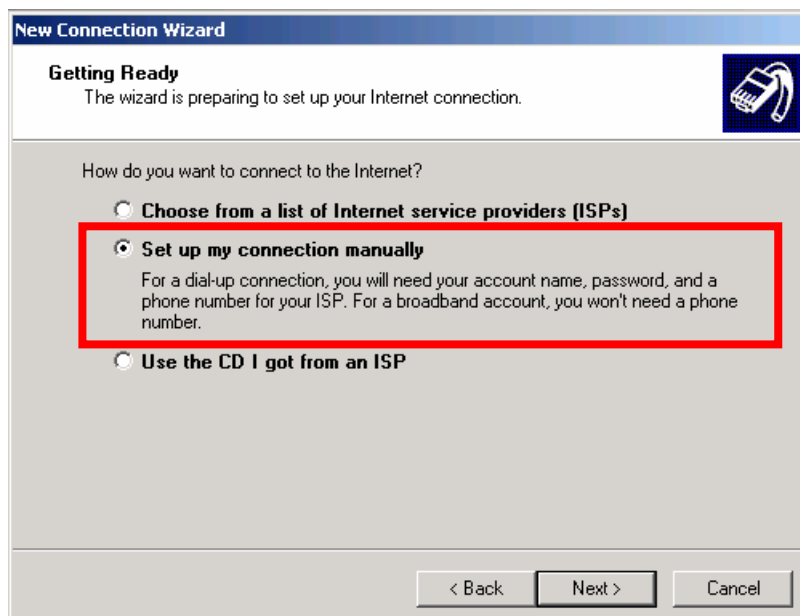 New Connection Wizard
Getting Ready
The wizard is preparing to set up your Internet connection.
How do you want to connect to the Internet?
Choose from a list of Internet service providers (ISPs)
Set up my connection manually
For a dial-up connection, you will need your account name, password, and a
phone number for your ISP. For a broadband account, you won't need a phone
number.
Use the CD I got from an ISP
< Back Next > Cancel